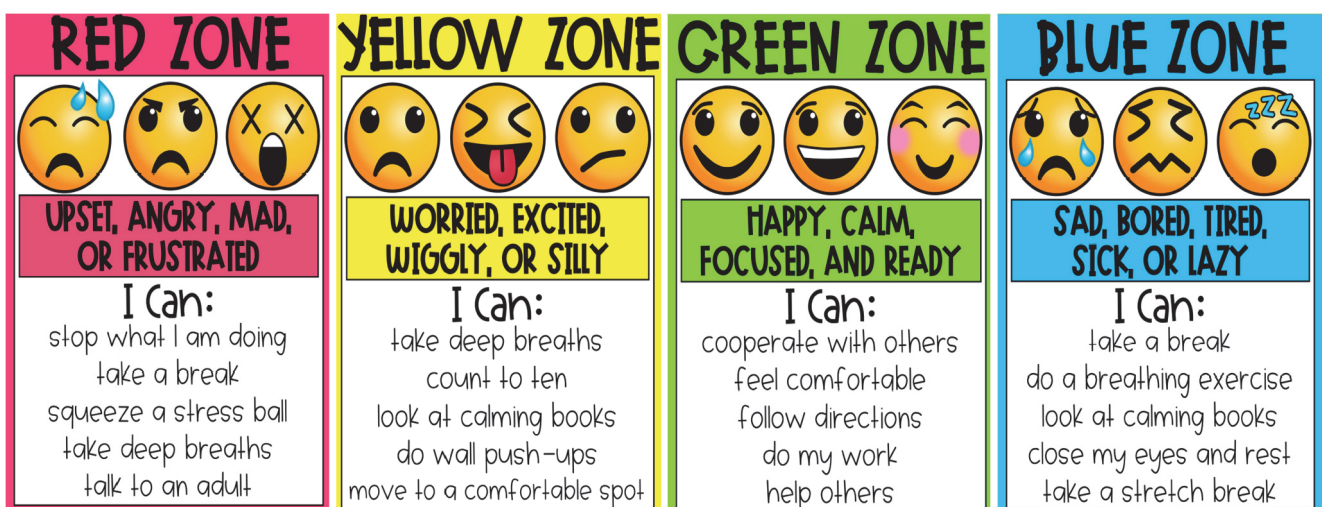 RED ZONE
UPSET, ANGRY, MAD,
OR FRUSTRATED
I Can:
stop what I am doing
take a break
squeeze a stress ball
take deep breaths
talk to an adult
YELLOW ZONE
WORRIED, EXCITED,
WIGGLY, OR SILLY
I Can:
take deep breaths
count to ten
look at calming books
do wall push-ups
move to a comfortable spot
GREEN ZONE
HAPPY, CALM,
FOCUSED, AND READY
I Can:
cooperate with others
feel comfortable
follow directions
do my work
help others
BLUE ZONE
ZZZ
SAD, BORED, TIRED,
SICK, OR LAZY
I Can:
take a break
do a breathing exercise
look at calming books
close my eyes and rest
take a stretch break